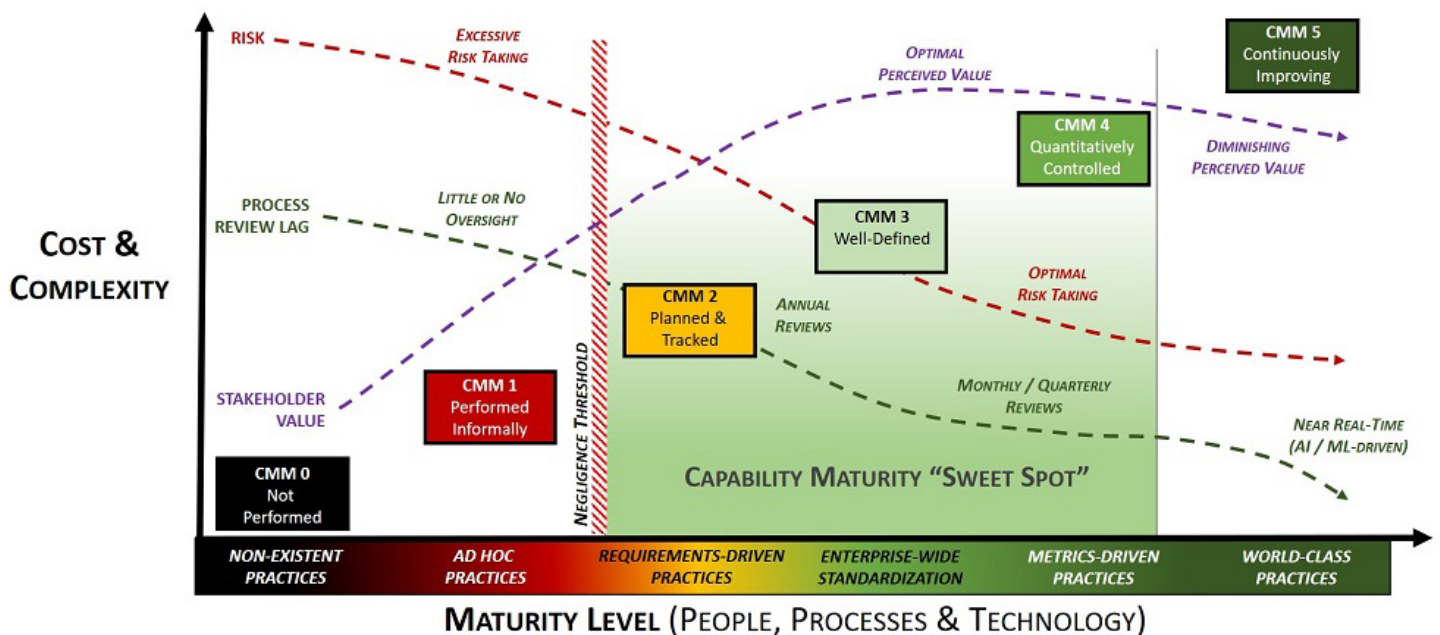 RISK
EXCESSIVE
RISK TAKING
OPTIMAL
PERCEIVED VALUE
CMM 5
Continuously
Improving
CMM 4
Quantitatively
Controlled
DIMINISHING
PERCEIVED VALUE
PROCESS
REVIEW LAG
LITTLE OR NO
OVERSIGHT
CMM 3
Well-Defined
COST &
COMPLEXITY
CMM 2
Planned &
Tracked
ANNUAL
REVIEWS
OPTIMAL
RISK TAKING
STAKEHOLDER
VALUE
CMM 1
Performed
Informally
NEGLIGENCE THRESHOLD
MONTHLY / QUARTERLY
REVIEWS
NEAR REAL-TIME
(AI / ML-DRIVEN)
CMM 0
Not
Performed
CAPABILITY MATURITY “SWEET SPOT”
NON-EXISTENT
PRACTICES
AD HOC
PRACTICES
REQUIREMENTS-DRIVEN
PRACTICES
ENTERPRISE-WIDE
STANDARDIZATION
METRICS-DRIVEN
PRACTICES
WORLD-CLASS
PRACTICES
MATURITY LEVEL (PEOPLE, PROCESSES & TECHNOLOGY)